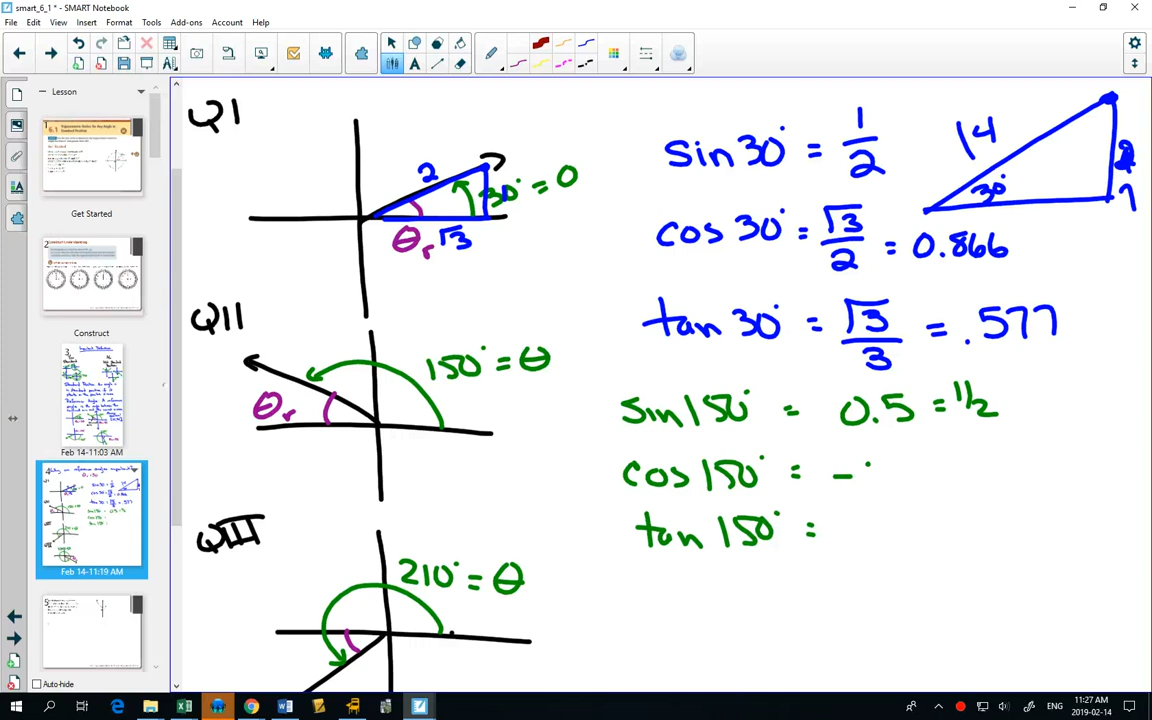 smart_6_1 * - SMART Notebook
File Edit View Insert Format Tools Add-ons Account Help
Lesson
Get Started
Construct
Feb 14-11:03 AM
Feb 14-11:19 AM
Auto-hide
QI
2
30° = θ
θr √3
sin 30° = 1/2
14
30°
7
cos 30° = √3/2 = 0.866
tan 30° = √3/3 = .577
QII
150° = θ
θr
sin 150° = 0.5 = 1/2
cos 150° = -
tan 150° =
QIII
210° = θ
ENG
11:27 AM
2019-02-14